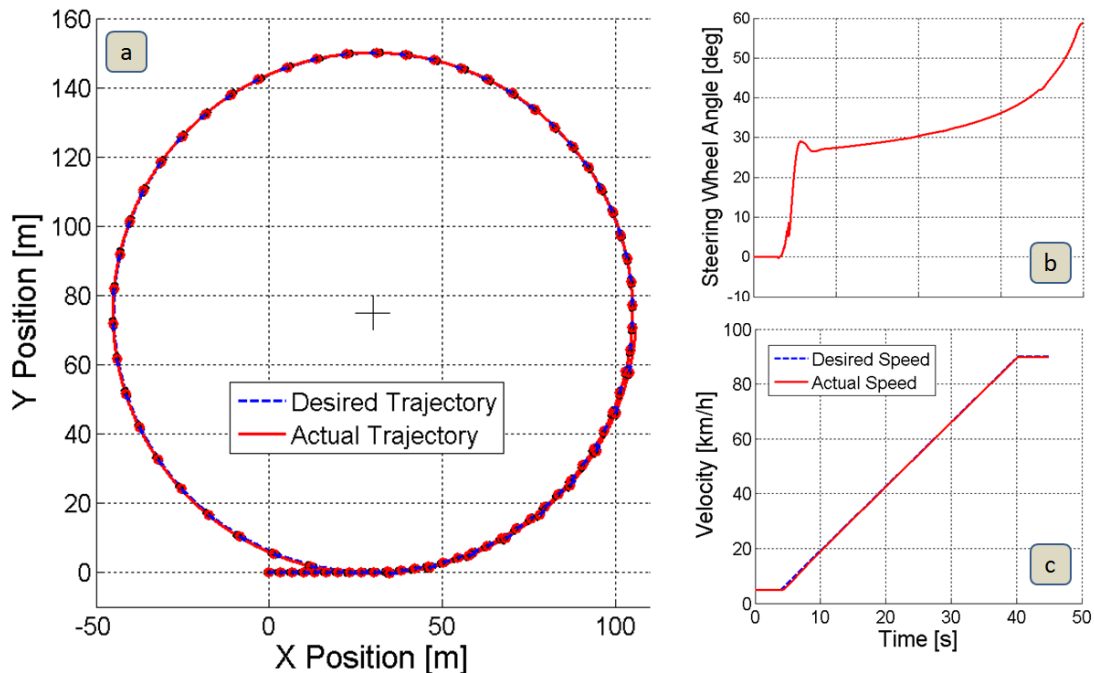 a
160
140
120
100
80
60
40
20
0
Y Position [m]
-50
0
50
100
X Position [m]
Desired Trajectory
Actual Trajectory
60
50
40
30
20
10
0
-10
Steering Wheel Angle [deg]
b
100
80
60
40
20
0
Velocity [km/h]
Desired Speed
Actual Speed
c
0
10
20
30
40
50
Time [s]